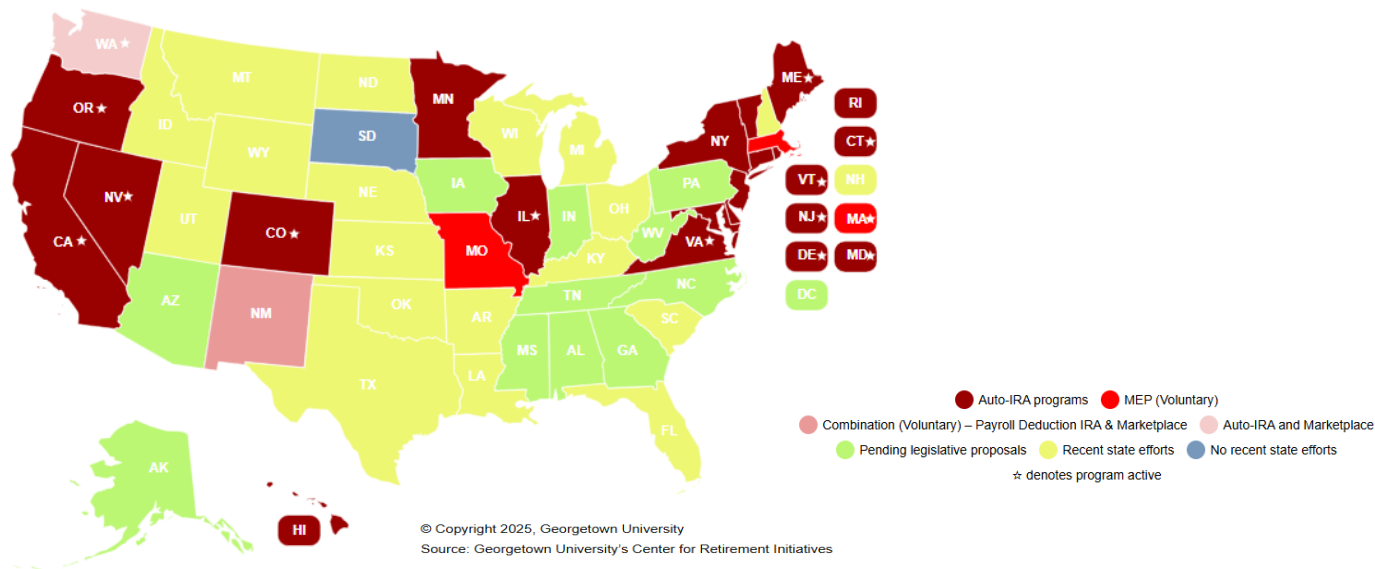 WA☆
MT
ND
MN
ME☆
OR☆
ID
WY
SD
WI
MI
NY
RI
CT☆
NV☆
UT
NE
IA
PA
VT☆
NH
CA☆
CO☆
KS
MO
IL☆
IN
OH
WV
VA☆
NJ☆
MA☆
KY
DE☆
MD☆
AZ
NM
OK
AR
TN
NC
DC
SC
TX
LA
MS
AL
GA
FL
AK
HI
Auto-IRA programs
MEP (Voluntary)
Combination (Voluntary) – Payroll Deduction IRA & Marketplace
Auto-IRA and Marketplace
Pending legislative proposals
Recent state efforts
No recent state efforts
☆ denotes program active
© Copyright 2025, Georgetown University
Source: Georgetown University's Center for Retirement Initiatives